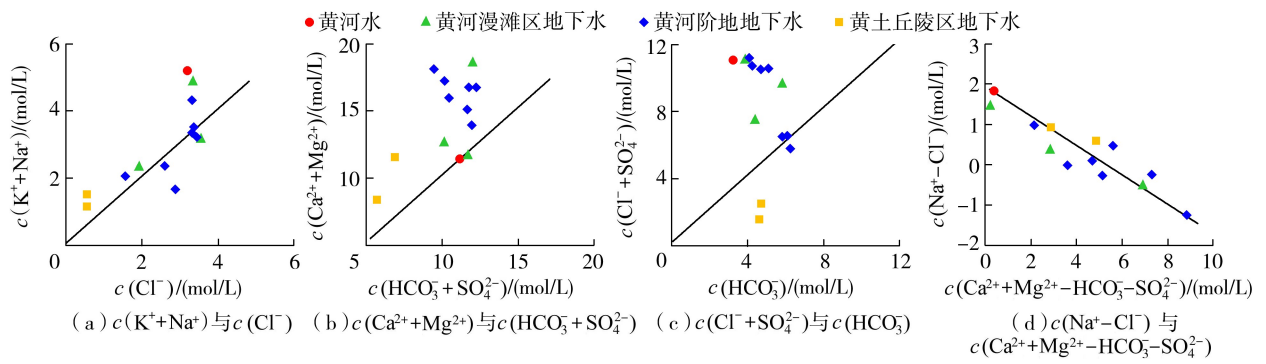 黄河水 黄河漫滩区地下水 黄河阶地地下水 黄土丘陵区地下水
6
4
2
0
2
4
6
c(K⁺+Na⁺)/(mol/L)
c(Cl⁻)/(mol/L)
(a) c(K⁺+Na⁺)与c(Cl⁻)
20
15
10
5
10
15
20
c(Ca²⁺+Mg²⁺)/(mol/L)
c(HCO₃⁻+SO₄²⁻)/(mol/L)
(b) c(Ca²⁺+Mg²⁺)与c(HCO₃⁻+SO₄²⁻)
12
8
4
0
4
8
12
c(Cl⁻+SO₄²⁻)/(mol/L)
c(HCO₃⁻)/(mol/L)
(c) c(Cl⁻+SO₄²⁻)与c(HCO₃⁻)
3
2
1
0
−1
−2
0
2
4
6
8
10
c(Na⁺−Cl⁻)/(mol/L)
c(Ca²⁺+Mg²⁺−HCO₃⁻−SO₄²⁻)/(mol/L)
(d) c(Na⁺−Cl⁻) 与
c(Ca²⁺+Mg²⁺−HCO₃⁻−SO₄²⁻)